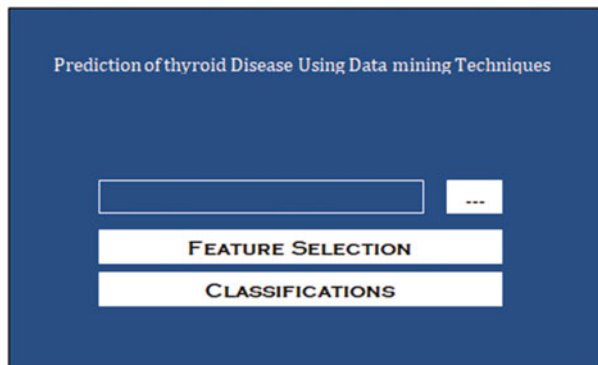 Prediction of thyroid Disease Using Data mining Techniques
---
FEATURE SELECTION
CLASSIFICATIONS